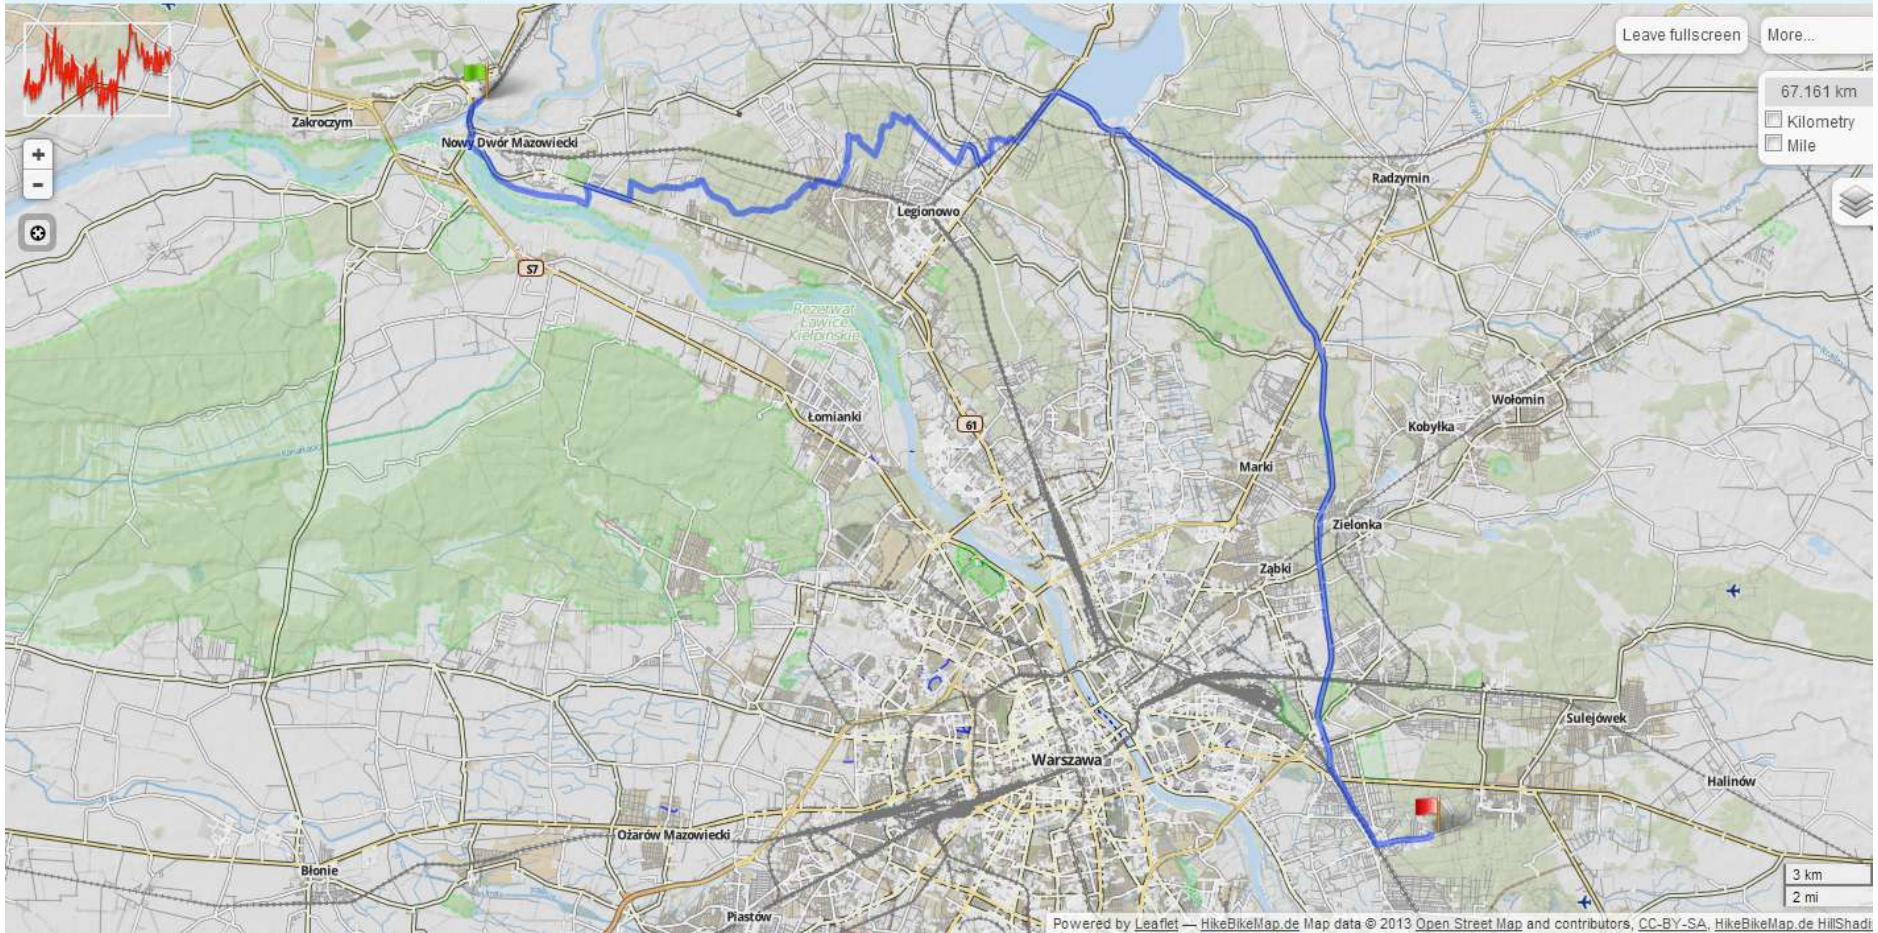 Leave fullscreen
More...
67.161 km
Kilometry
Mile
+
-
Zakroczym
Nowy Dwór Mazowiecki
Radzymin
Legionowo
S7
Rezerwat
Ławice
Kiełpińskie
Wołomin
Łomianki
61
Kobyłka
Marki
Zielonka
Ząbki
Sulejówek
Warszawa
Halinów
Ożarów Mazowiecki
Błonie
3 km
2 mi
Piastów
Powered by Leaflet — HikeBikeMap.de Map data © 2013 Open Street Map and contributors, CC-BY-SA, HikeBikeMap.de HillShadi